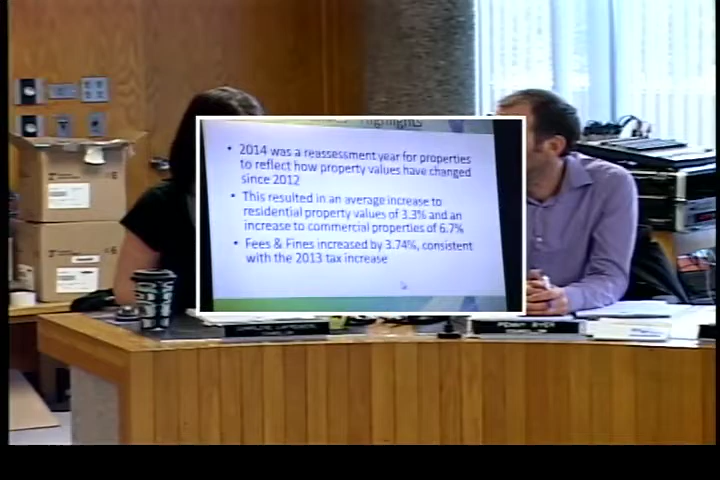 Highlights
• 2014 was a reassessment year for properties
to reflect how property values have changed
since 2012
• This resulted in an average increase to
residential property values of 3.3% and an
increase to commercial properties of 6.7%
• Fees & Fines increased by 3.74%, consistent
with the 2013 tax increase